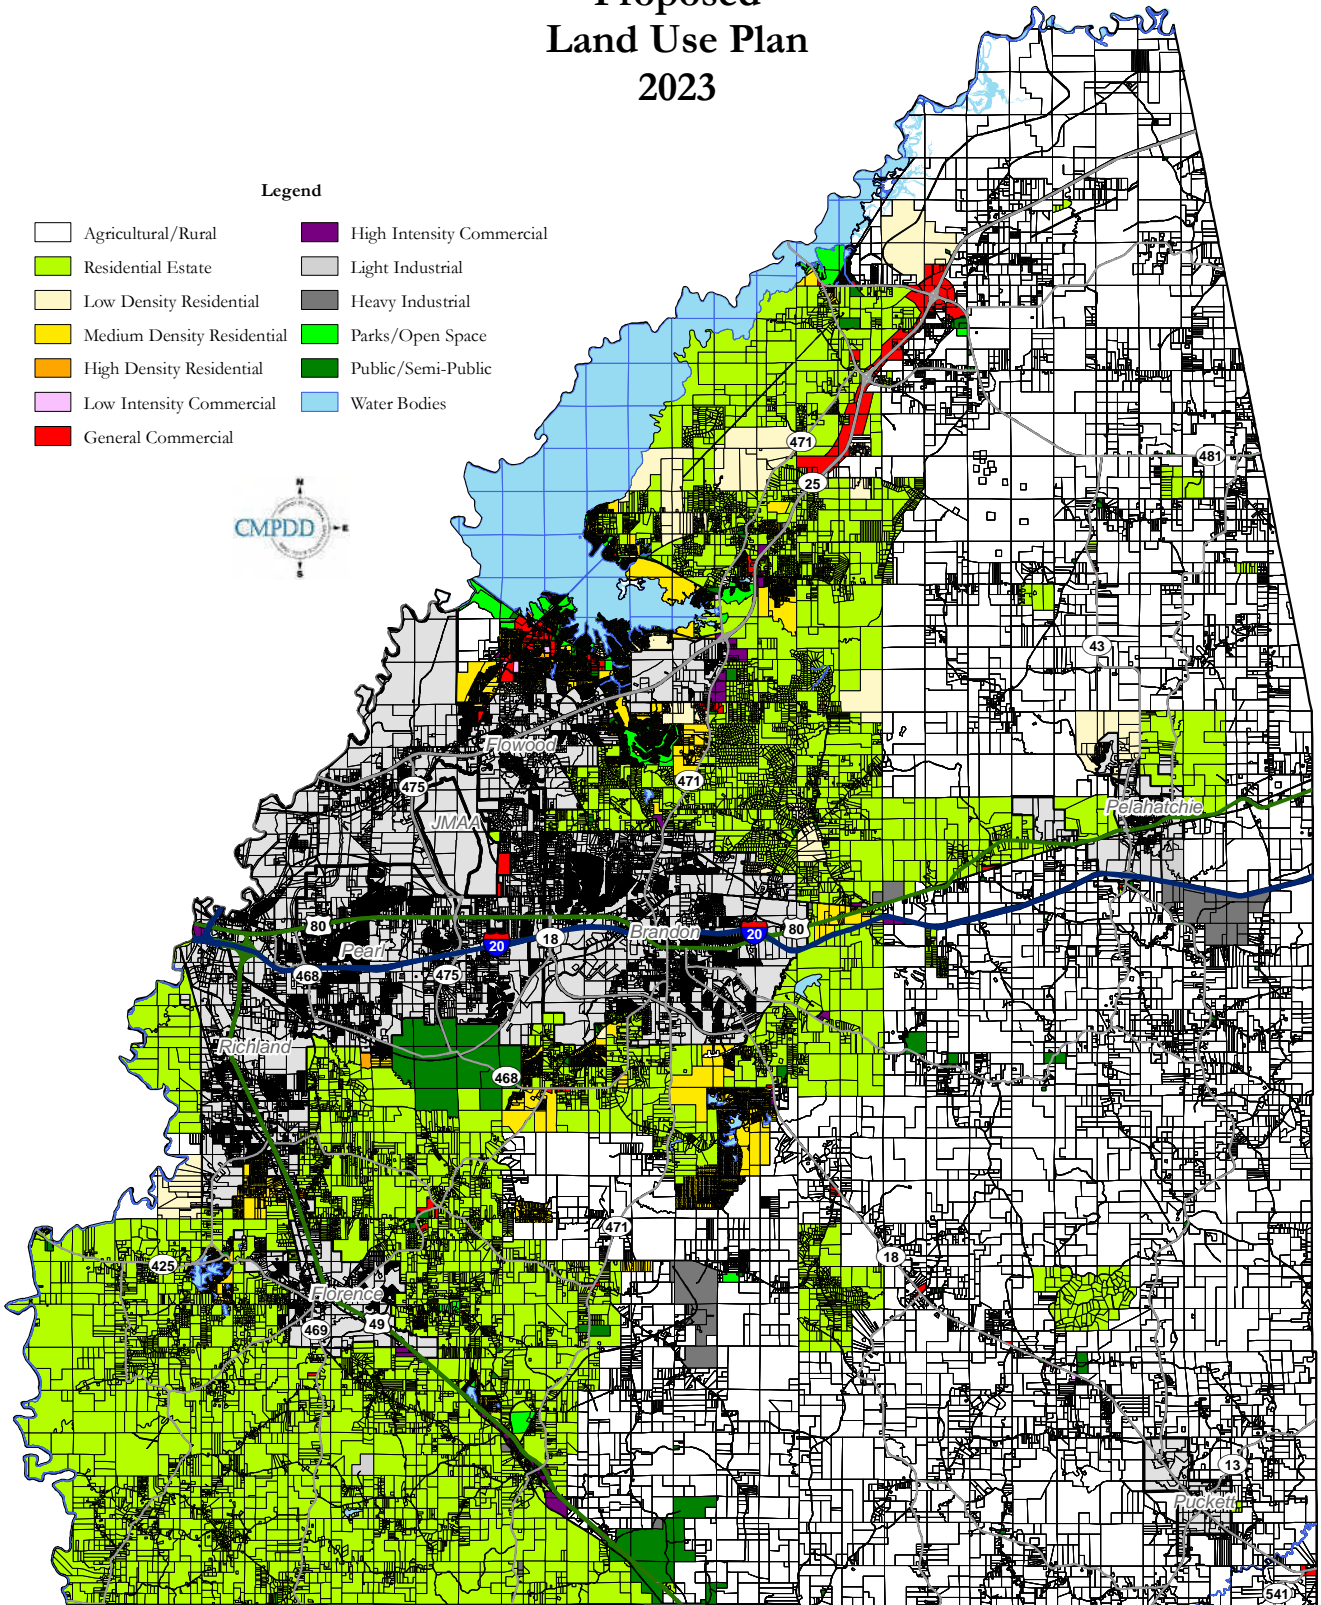 Proposed
Land Use Plan
2023
Legend
Agricultural/Rural
Residential Estate
Low Density Residential
Medium Density Residential
High Density Residential
Low Intensity Commercial
General Commercial
High Intensity Commercial
Light Industrial
Heavy Industrial
Parks/Open Space
Public/Semi-Public
Water Bodies
N
CMPDD
E
S
471
25
481
43
Flowood
475
471
JMAA
Pelahatchie
80
Pearl
468
475
20
18
Brandon
20
80
Richland
468
471
18
425
Florence
469
49
13
Puckett
541